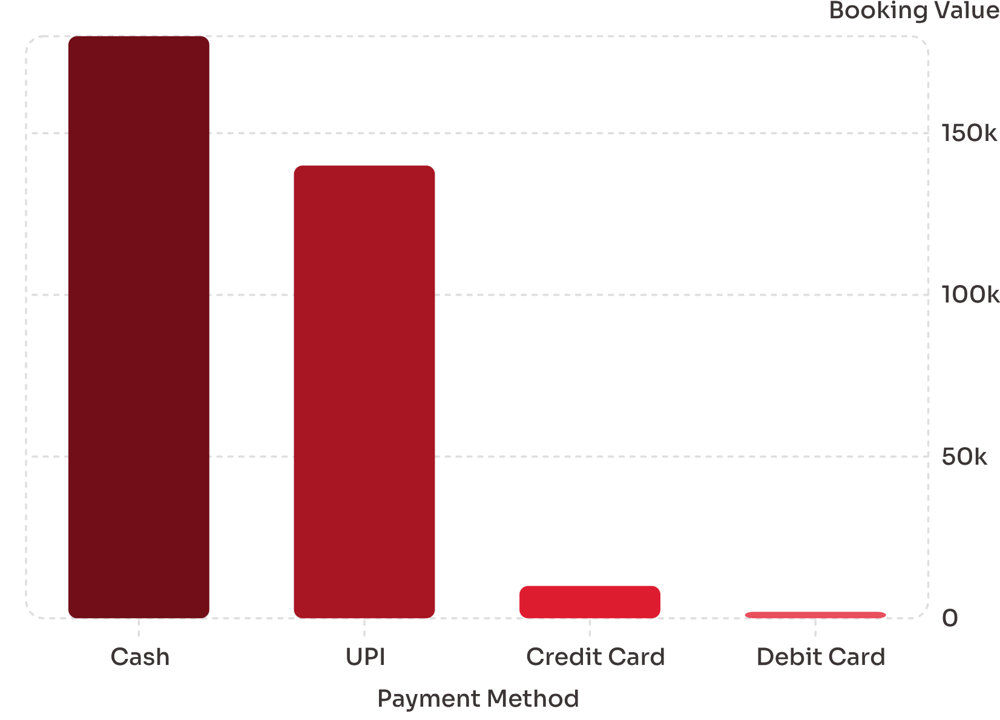 Booking Value
150k
100k
50k
0
Cash UPI Credit Card Debit Card
Payment Method